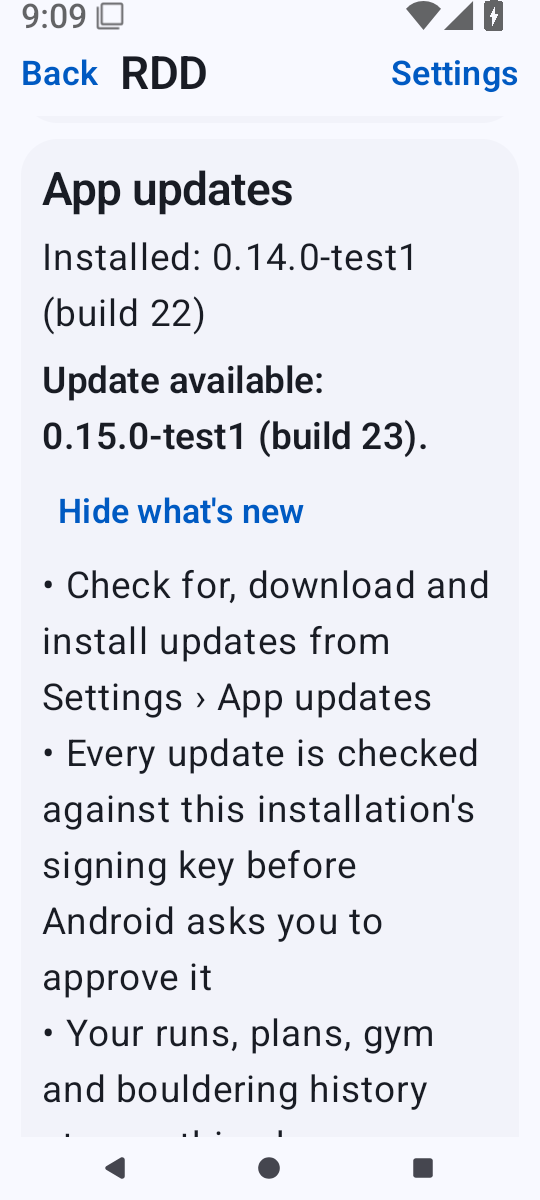 9:09
Back RDD Settings
App updates
Installed: 0.14.0-test1
(build 22)
Update available:
0.15.0-test1 (build 23).
Hide what's new
• Check for, download and
install updates from
Settings › App updates
• Every update is checked
against this installation's
signing key before
Android asks you to
approve it
• Your runs, plans, gym
and bouldering history